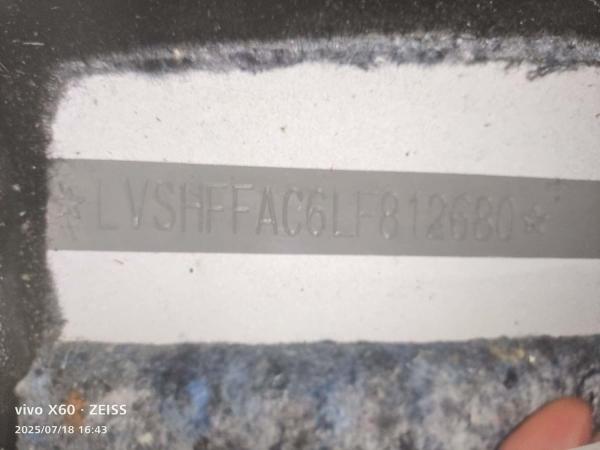 *LVSHFFAC6LF812680*
vivo X60 · ZEISS
2025/07/18 16:43